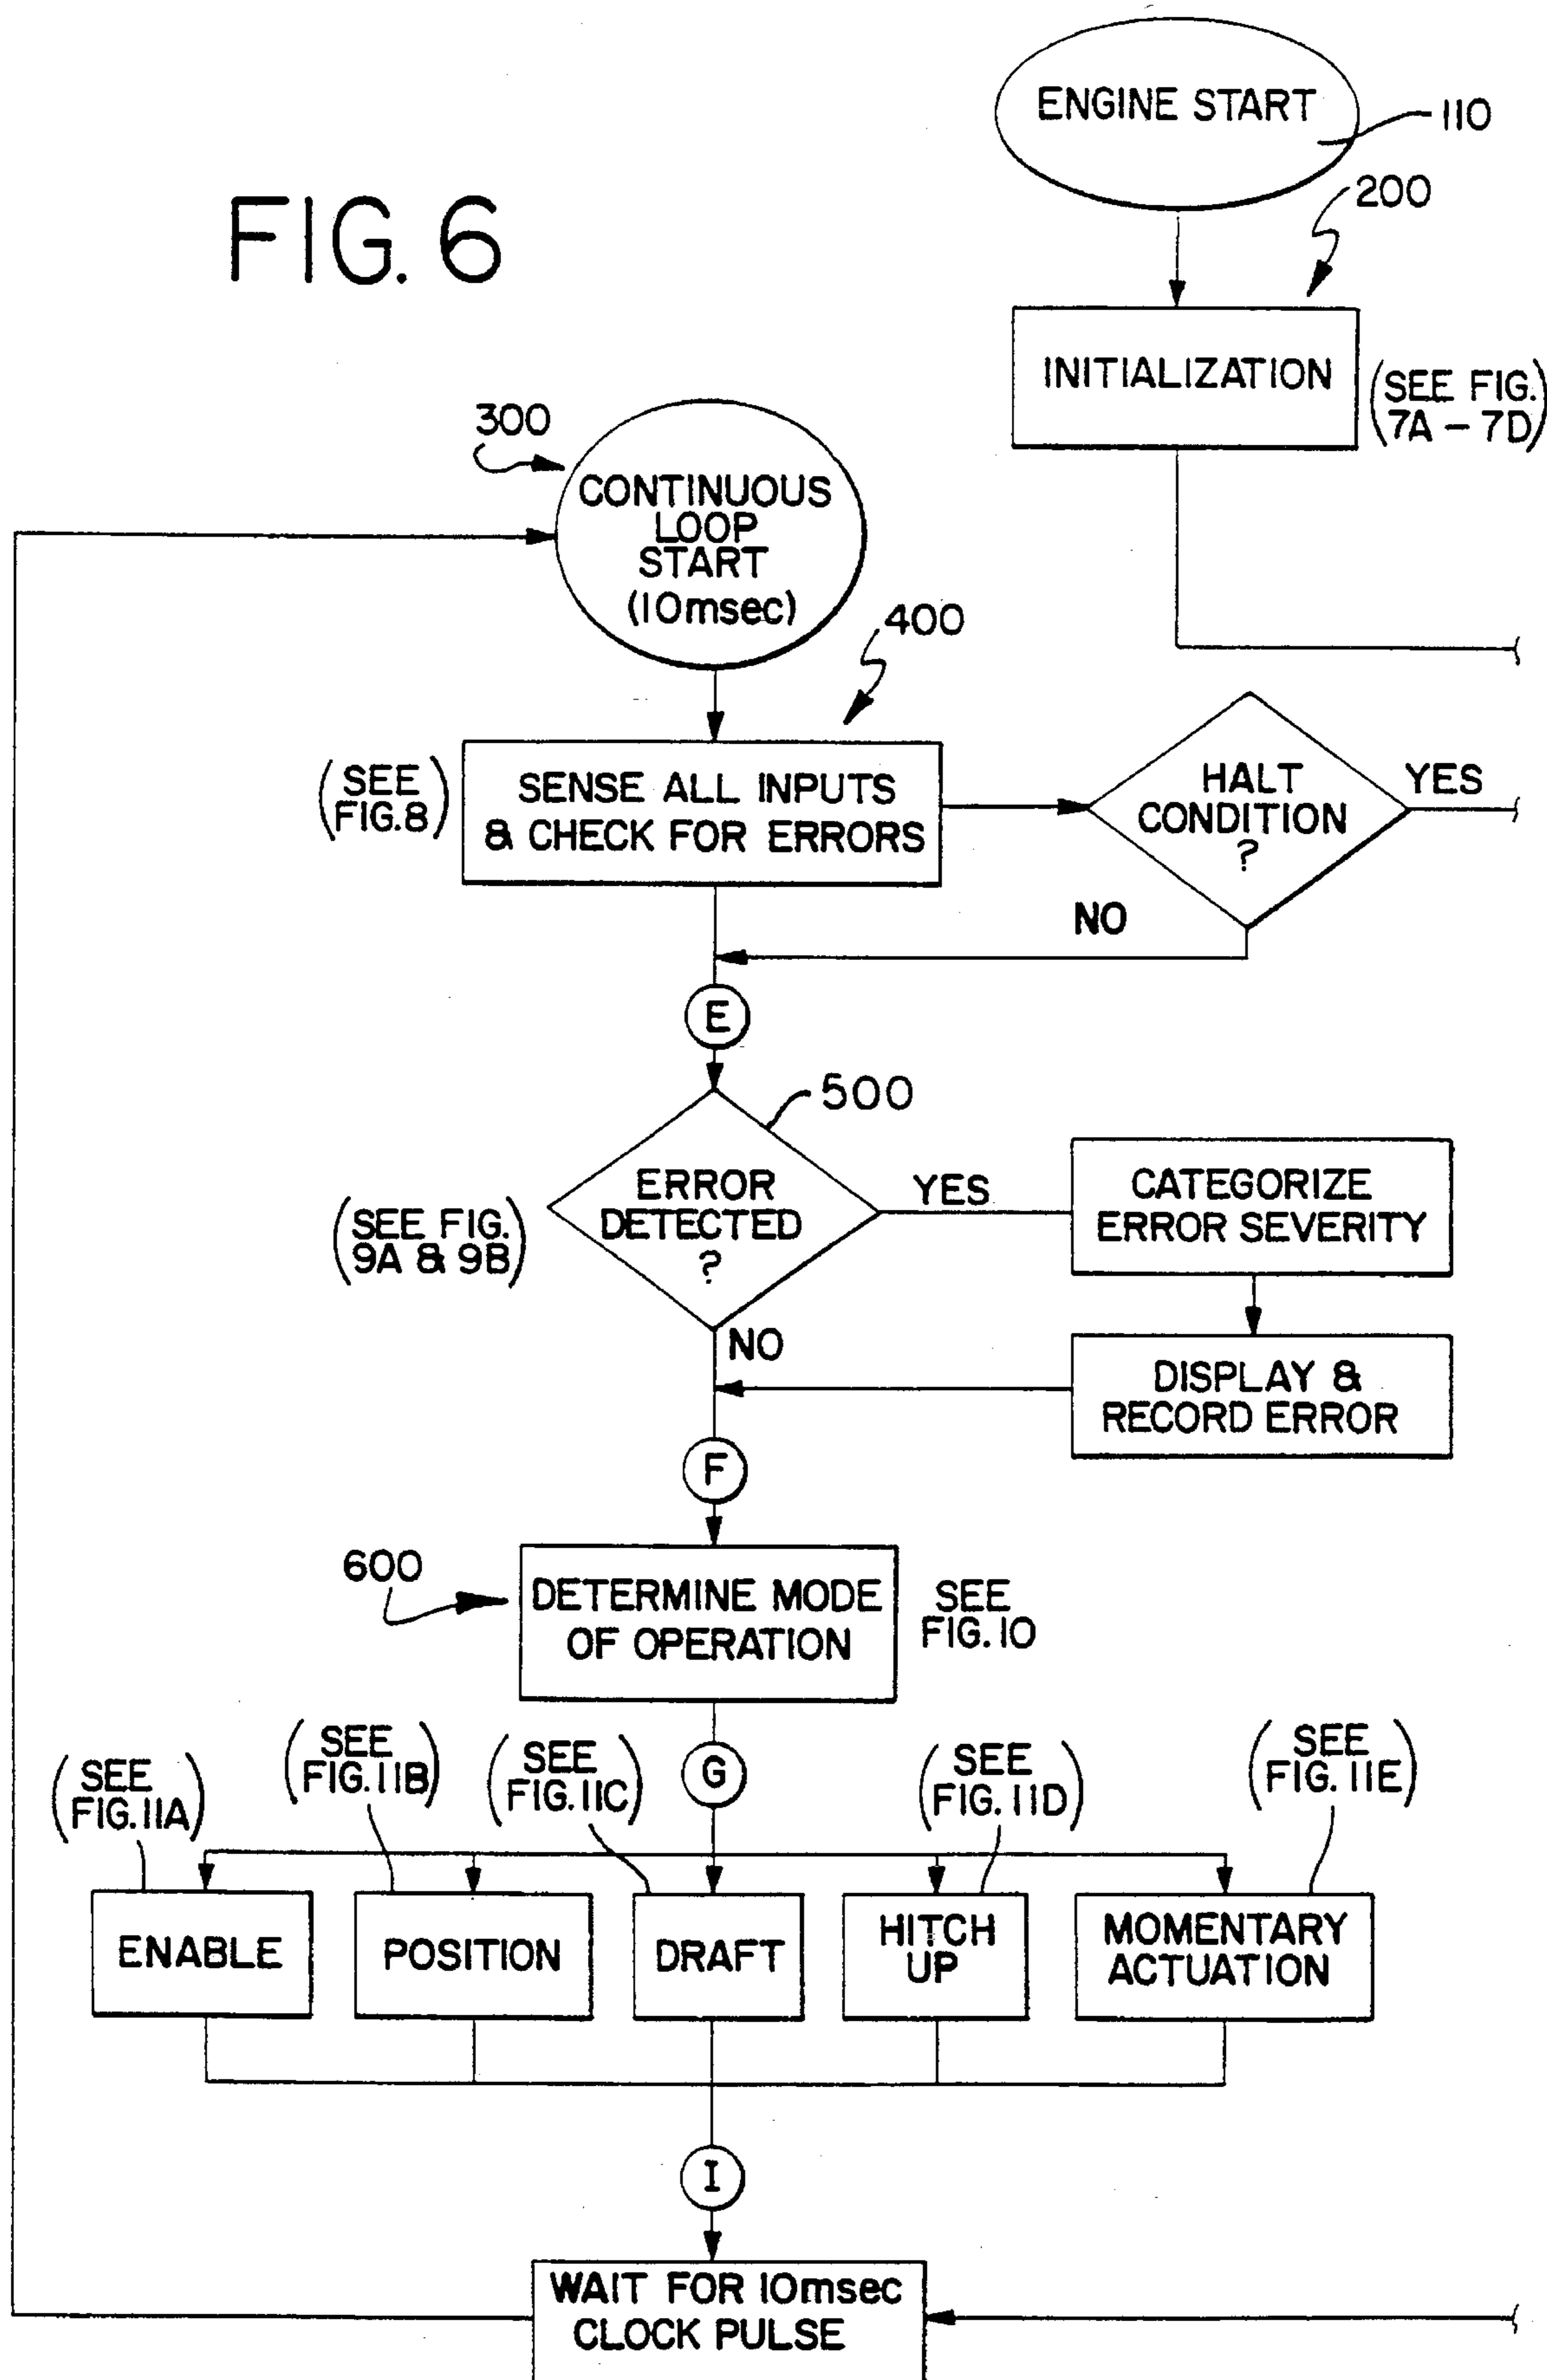 FIG. 6
ENGINE START
110
200
INITIALIZATION
(SEE FIG.
7A - 7D)
300
CONTINUOUS
LOOP
START
(10msec)
400
(SEE
FIG.8)
SENSE ALL INPUTS
& CHECK FOR ERRORS
HALT
CONDITION
?
YES
NO
E
500
(SEE FIG.
9A & 9B)
ERROR
DETECTED
?
YES
CATEGORIZE
ERROR SEVERITY
NO
DISPLAY &
RECORD ERROR
F
600
DETERMINE MODE
OF OPERATION
SEE
FIG.10
G
(SEE
FIG.11A)
(SEE
FIG.11B)
(SEE
FIG.11C)
(SEE
FIG.11D)
(SEE
FIG.11E)
ENABLE
POSITION
DRAFT
HITCH
UP
MOMENTARY
ACTUATION
I
WAIT FOR 10msec
CLOCK PULSE